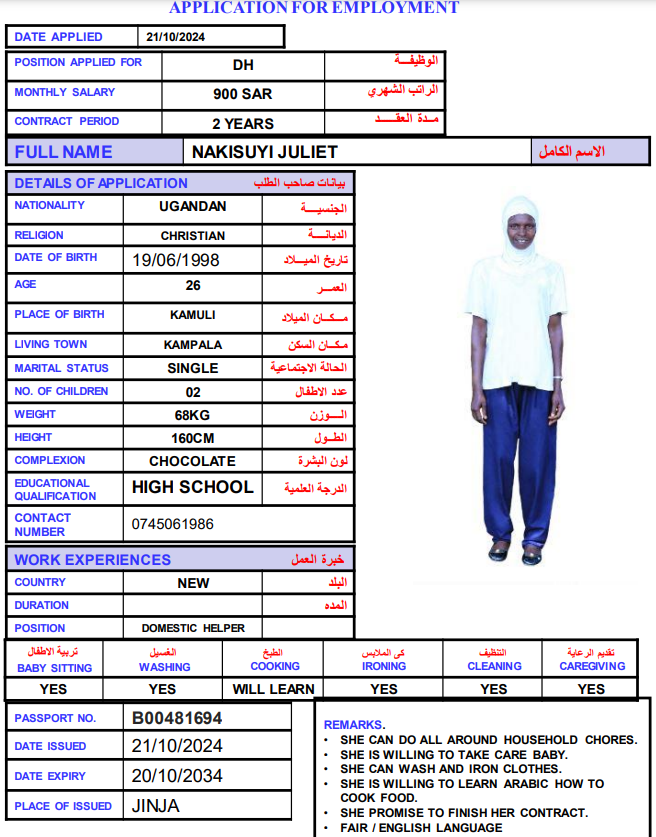 APPLICATION FOR EMPLOYMENT
DATE APPLIED 21/10/2024
POSITION APPLIED FOR DH الوظيفـــة
MONTHLY SALARY 900 SAR الراتب الشهري
CONTRACT PERIOD 2 YEARS مـدة العقـــد
FULL NAME NAKISUYI JULIET الاسم الكامل
DETAILS OF APPLICATION بيانات صاحب الطلب
NATIONALITY UGANDAN الجنسيـــة
RELIGION CHRISTIAN الديانـــة
DATE OF BIRTH 19/06/1998 تاريخ الميـــلاد
AGE 26 العمـــر
PLACE OF BIRTH KAMULI مـــكـان الميلاد
LIVING TOWN KAMPALA مكـان السكن
MARITAL STATUS SINGLE الحالة الاجتماعية
NO. OF CHILDREN 02 عدد الاطفال
WEIGHT 68KG الـــوزن
HEIGHT 160CM الطـول
COMPLEXION CHOCOLATE لون البشرة
EDUCATIONAL QUALIFICATION HIGH SCHOOL الدرجة العلمية
CONTACT NUMBER 0745061986
WORK EXPERIENCES خبرة العمل
COUNTRY NEW البلد
DURATION المده
POSITION DOMESTIC HELPER
تربية الاطفال الغسيل الطبخ كى الملابس التنظيف تقديم الرعاية
BABY SITTING WASHING COOKING IRONING CLEANING CAREGIVING
YES YES WILL LEARN YES YES YES
PASSPORT NO. B00481694
DATE ISSUED 21/10/2024
DATE EXPIRY 20/10/2034
PLACE OF ISSUED JINJA
REMARKS.
• SHE CAN DO ALL AROUND HOUSEHOLD CHORES.
• SHE IS WILLING TO TAKE CARE BABY.
• SHE CAN WASH AND IRON CLOTHES.
• SHE IS WILLING TO LEARN ARABIC HOW TO
COOK FOOD.
• SHE PROMISE TO FINISH HER CONTRACT.
• FAIR / ENGLISH LANGUAGE